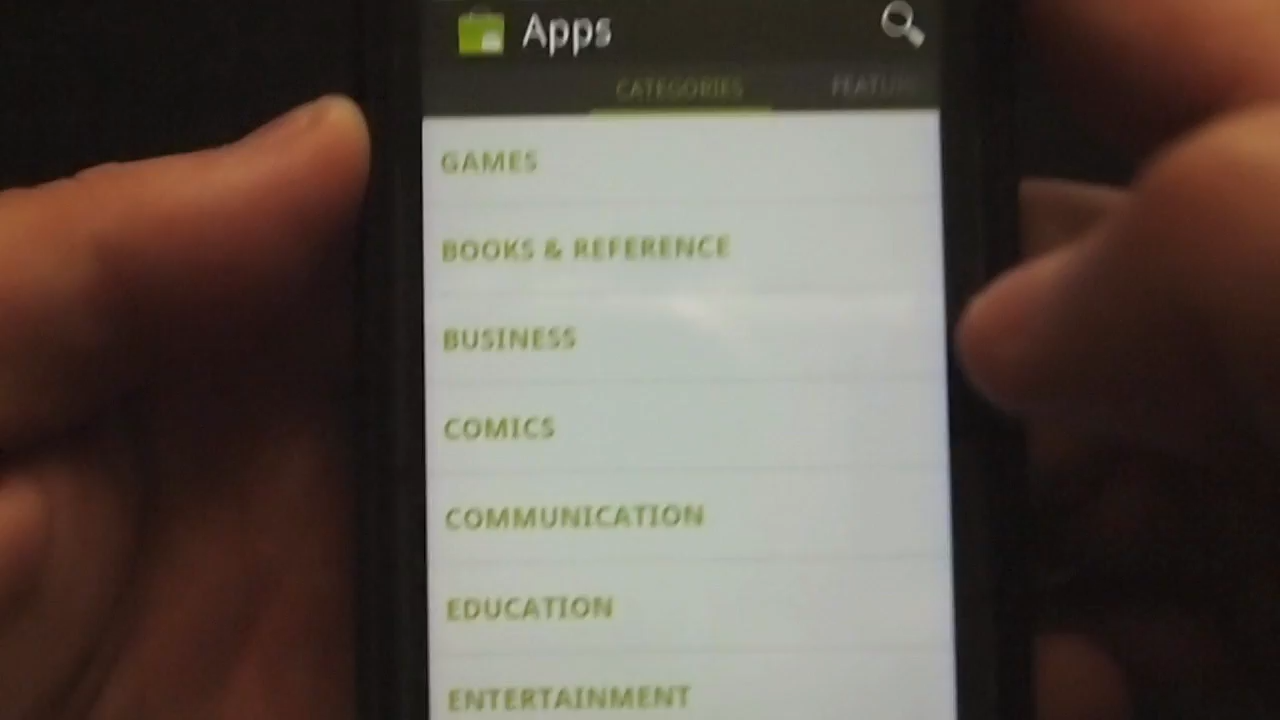 Apps
CATEGORIES
GAMES
BOOKS & REFERENCE
BUSINESS
COMICS
COMMUNICATION
EDUCATION
ENTERTAINMENT